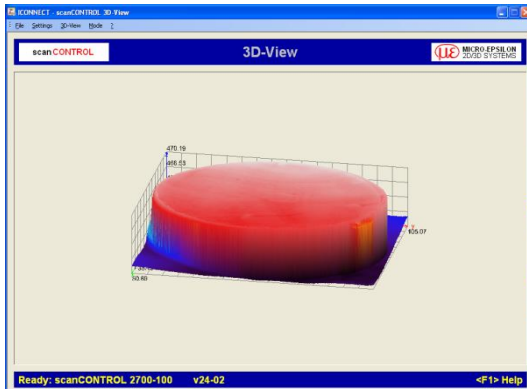 ICONNECT - scanCONTROL 3D-View
File Settings 3D-View Mode ?
scanCONTROL
3D-View
με MICRO-EPSILON
2D/3D SYSTEMS
470.19
105.07
Ready: scanCONTROL 2700-100 v24-02 <F1> Help